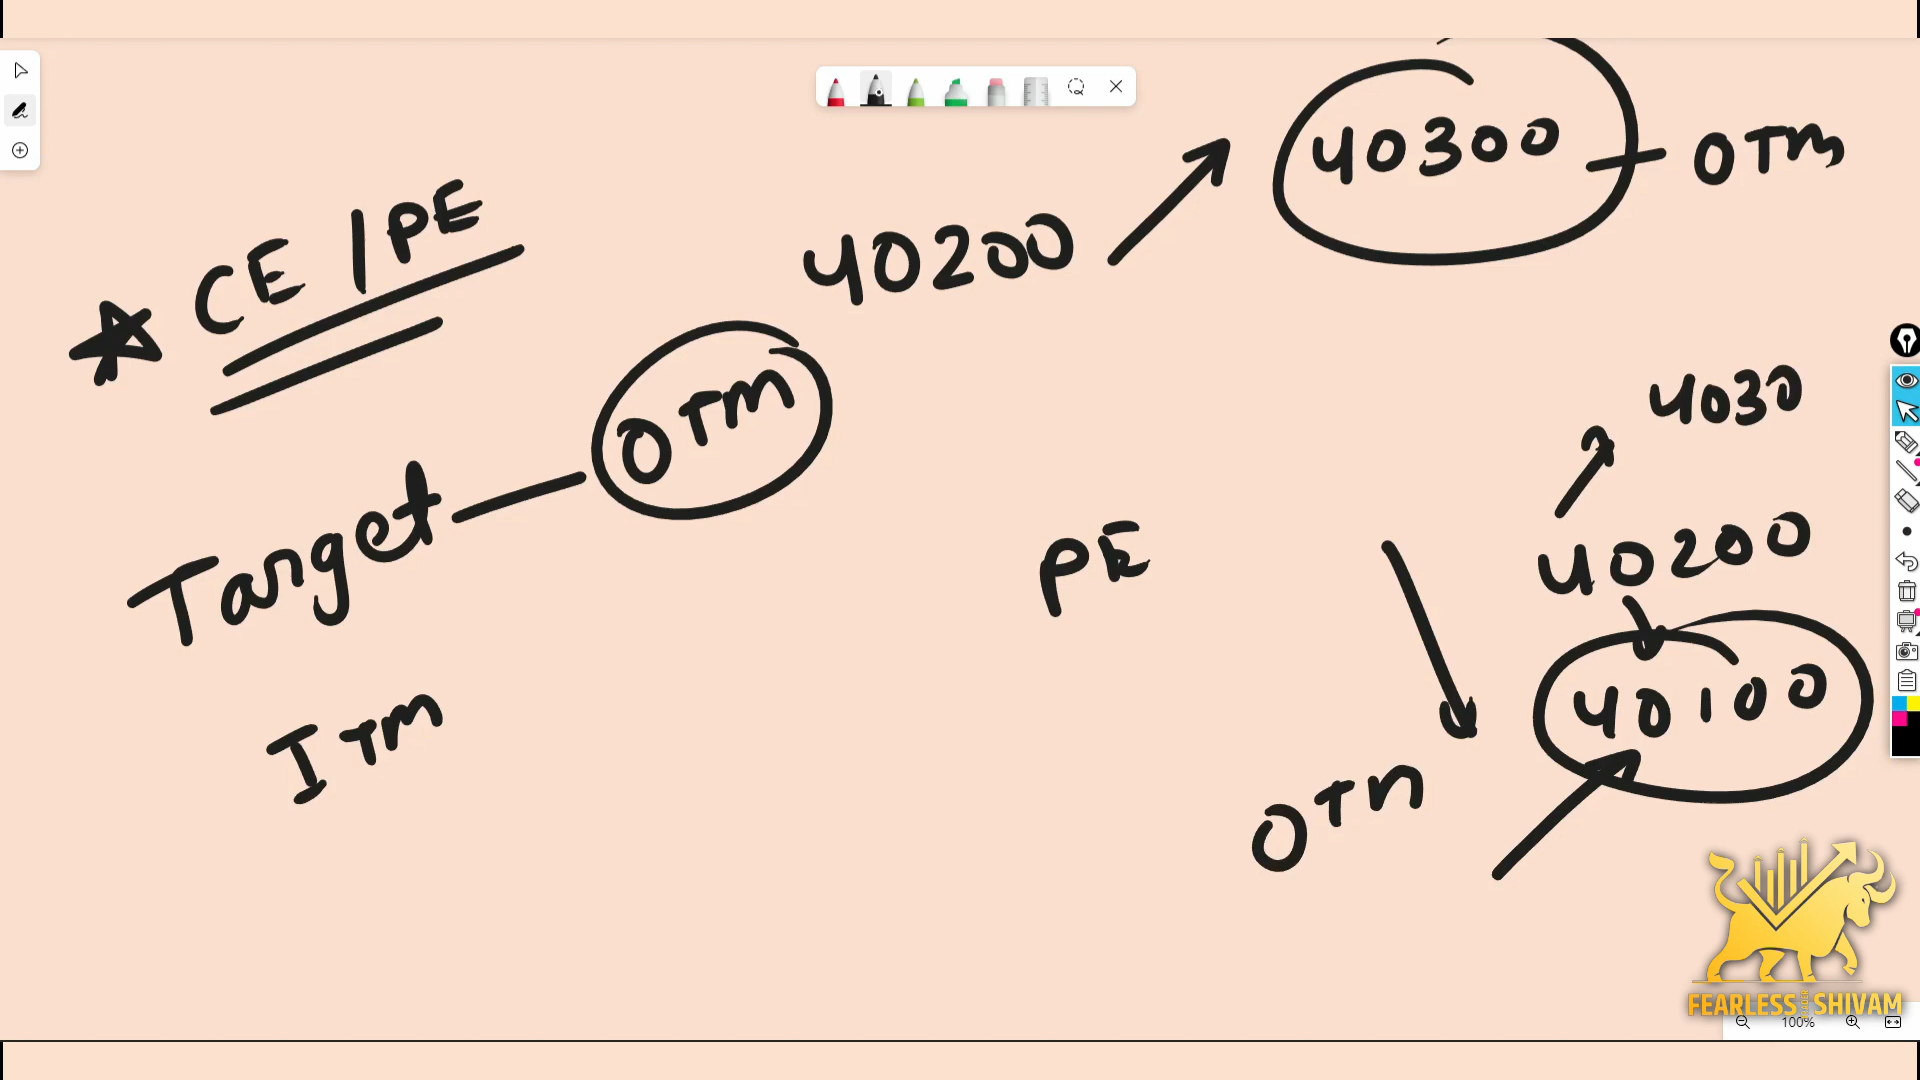 40300 - OTM
CE / PE
40200
OTM
Target
4030
PE
40200
40100
ITM
OTM
FEARLESS
SHIVAM
100%